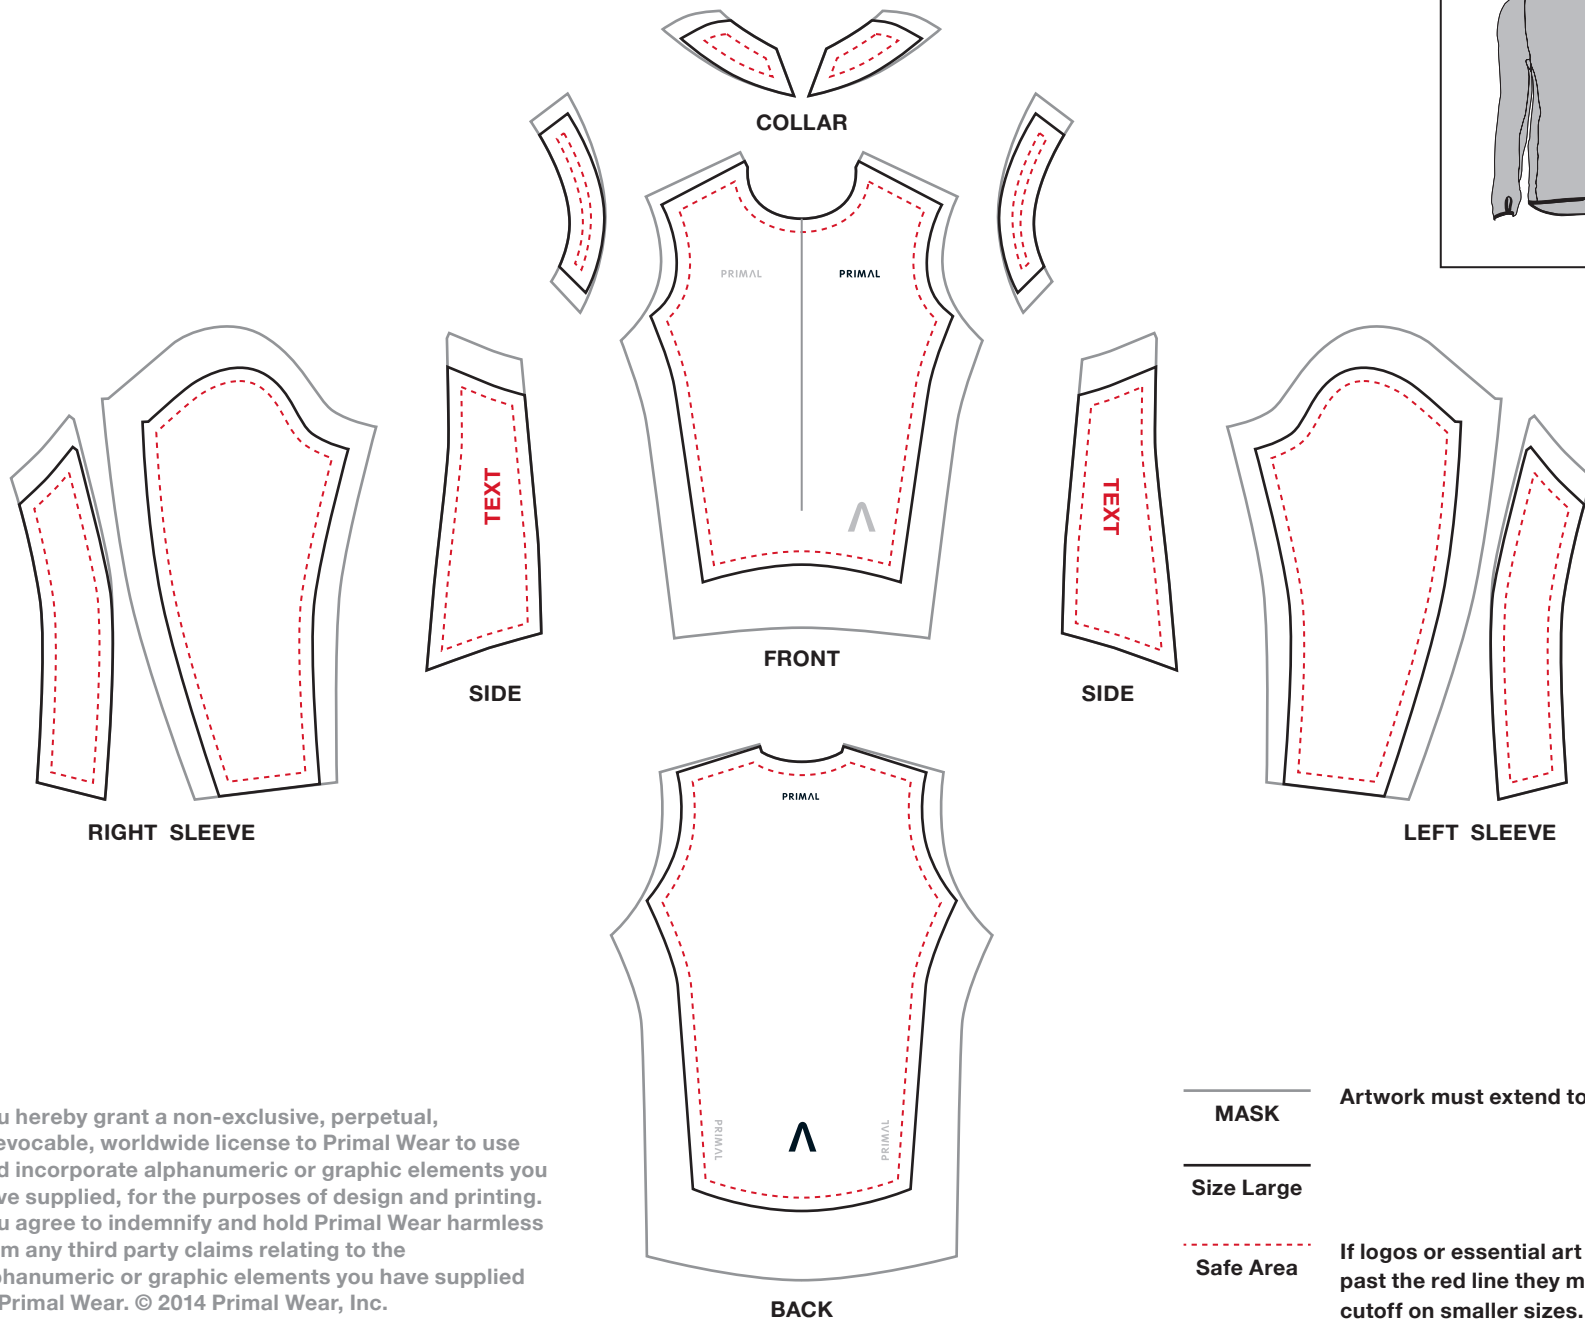 COLLAR
PRIMAL
PRIMAL
TEXT
TEXT
FRONT
SIDE
SIDE
RIGHT SLEEVE
LEFT SLEEVE
PRIMAL
PRIMAL
PRIMAL
BACK
u hereby grant a non-exclusive, perpetual,
evocable, worldwide license to Primal Wear to use
d incorporate alphanumeric or graphic elements you
ve supplied, for the purposes of design and printing.
u agree to indemnify and hold Primal Wear harmless
m any third party claims relating to the
phanumeric or graphic elements you have supplied
Primal Wear. © 2014 Primal Wear, Inc.
MASK
Artwork must extend to
Size Large
Safe Area
If logos or essential art
past the red line they m
cutoff on smaller sizes.